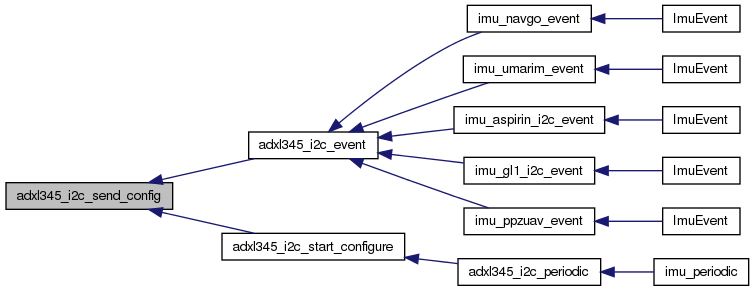 imu_navgo_event
ImuEvent
imu_umarim_event
ImuEvent
imu_aspirin_i2c_event
ImuEvent
adxl345_i2c_event
imu_gl1_i2c_event
ImuEvent
adxl345_i2c_send_config
imu_ppzuav_event
ImuEvent
adxl345_i2c_start_configure
adxl345_i2c_periodic
imu_periodic